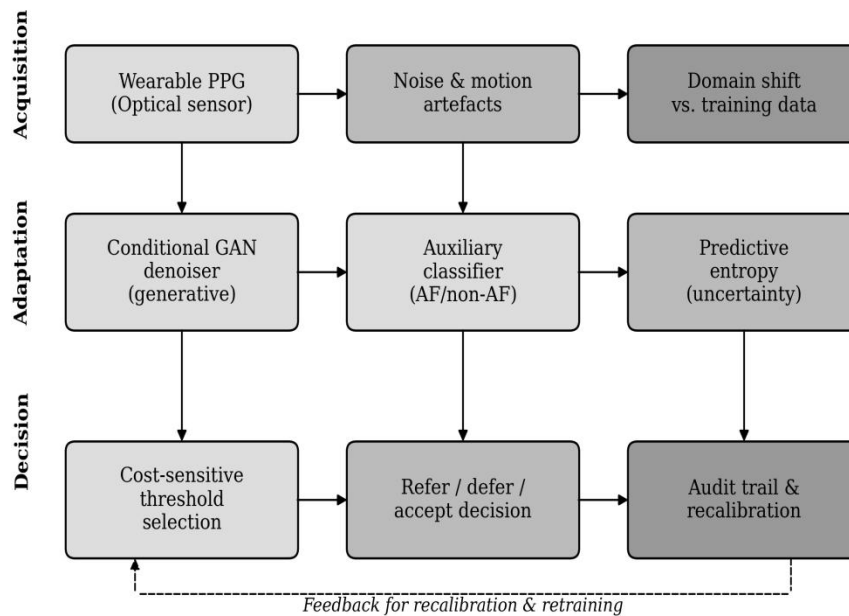 Acquisition
Wearable PPG
(Optical sensor)
Noise & motion
artefacts
Domain shift
vs. training data
Adaptation
Conditional GAN
denoiser
(generative)
Auxiliary
classifier
(AF/non-AF)
Predictive
entropy
(uncertainty)
Decision
Cost-sensitive
threshold
selection
Refer / defer /
accept decision
Audit trail &
recalibration
Feedback for recalibration & retraining